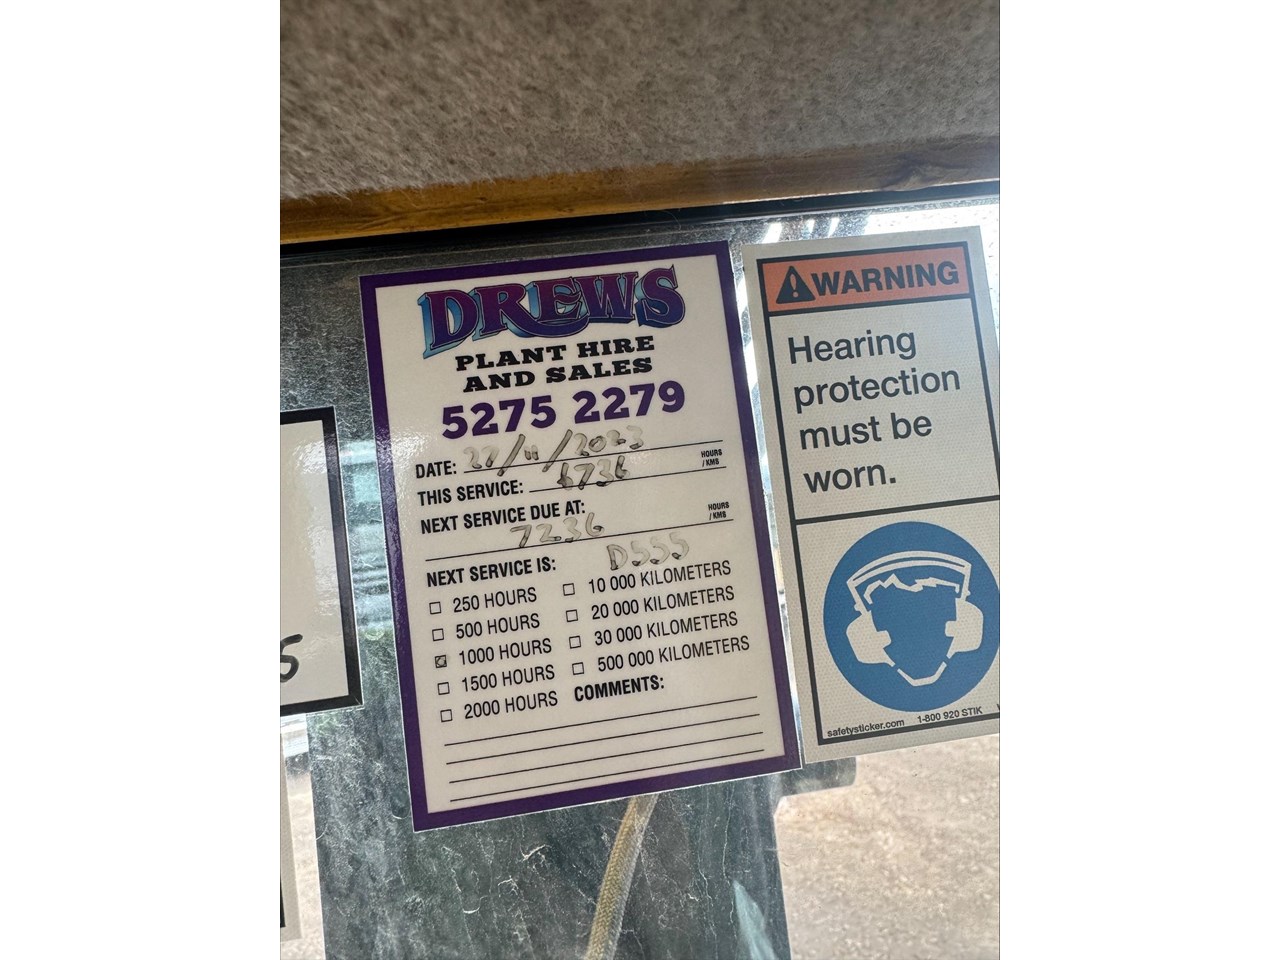 DREWS
PLANT HIRE
AND SALES
5275 2279
DATE: 27/11/2023
THIS SERVICE: 6736 HOURS / KMS
NEXT SERVICE DUE AT:
7236 HOURS / KMS
NEXT SERVICE IS: D555
250 HOURS
500 HOURS
1000 HOURS
1500 HOURS
2000 HOURS
10 000 KILOMETERS
20 000 KILOMETERS
30 000 KILOMETERS
500 000 KILOMETERS
COMMENTS:
WARNING
Hearing
protection
must be
worn.
safetysticker.com 1-800 920 STIK
5